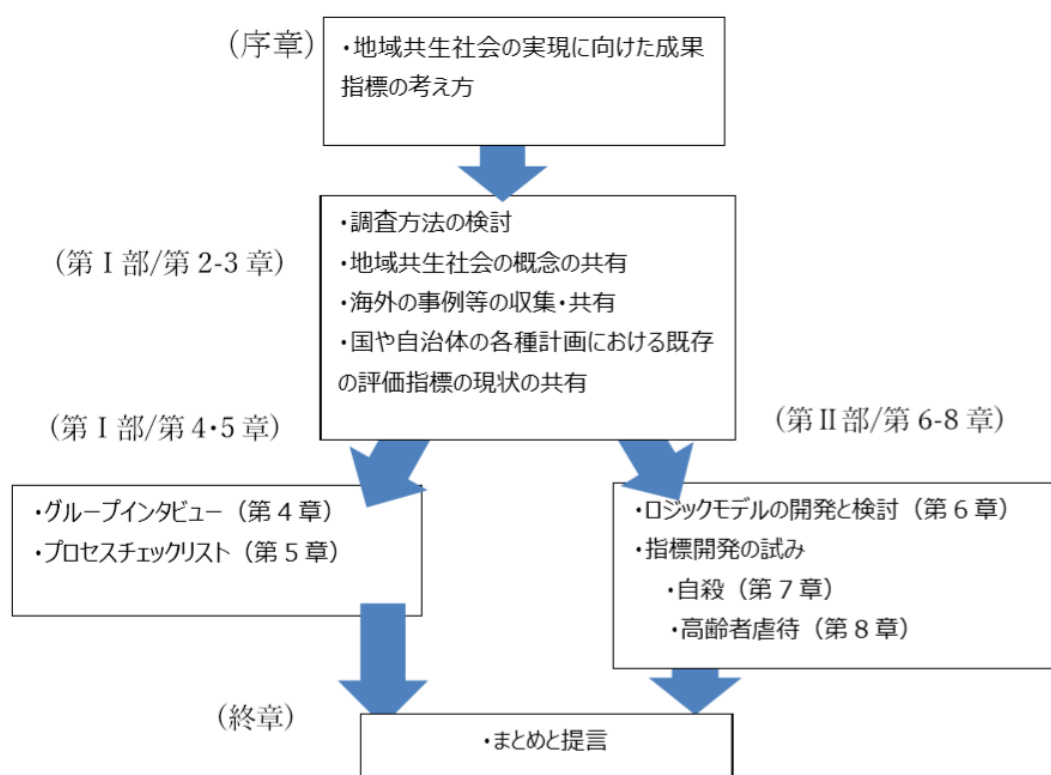 (序章)
・地域共生社会の実現に向けた成果
指標の考え方
(第Ⅰ部/第2-3章)
・調査方法の検討
・地域共生社会の概念の共有
・海外の事例等の収集・共有
・国や自治体の各種計画における既存
の評価指標の現状の共有
(第Ⅰ部/第4・5章)
・グループインタビュー（第4章）
・プロセスチェックリスト（第5章）
(第Ⅱ部/第6-8章)
・ロジックモデルの開発と検討（第6章）
・指標開発の試み
・自殺（第7章）
・高齢者虐待（第8章）
(終章)
・まとめと提言